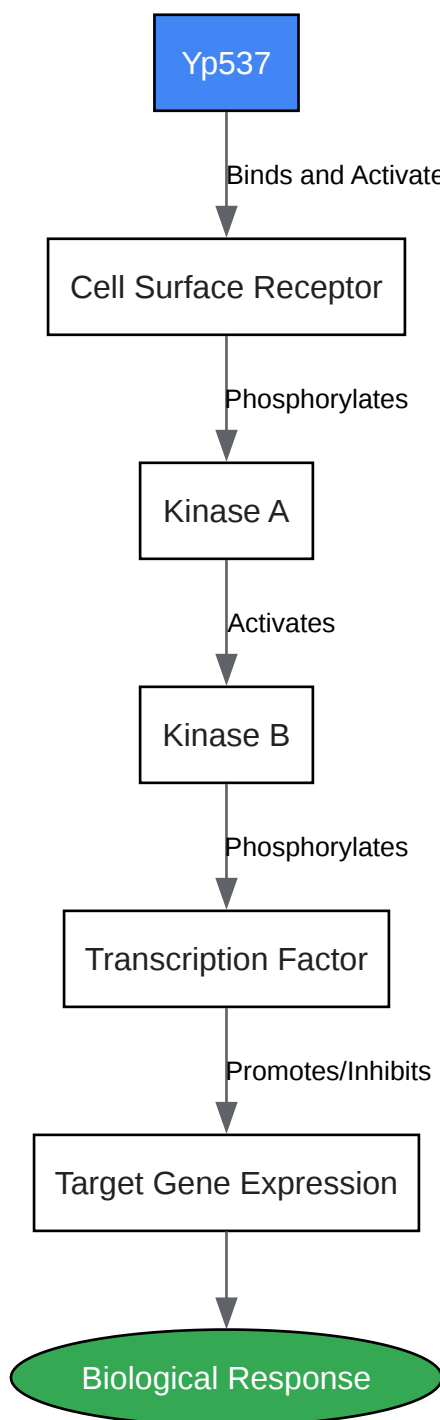 Yp537
Binds and Activate
Cell Surface Receptor
Phosphorylates
Kinase A
Activates
Kinase B
Phosphorylates
Transcription Factor
Promotes/Inhibits
Target Gene Expression
Biological Response